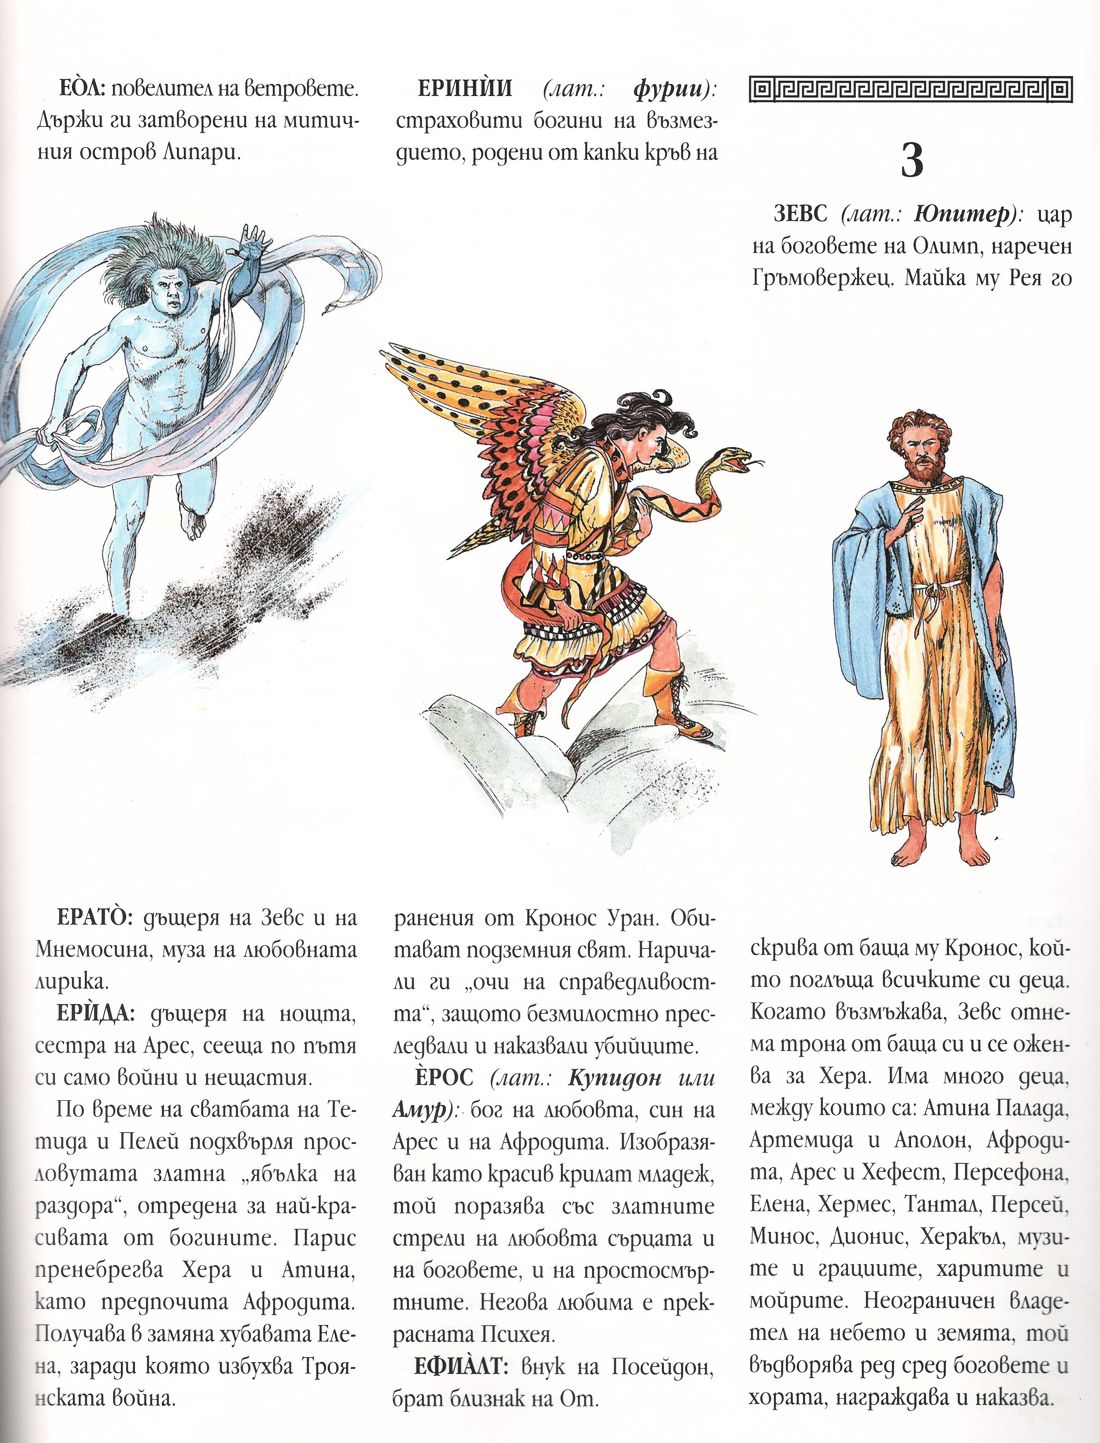 ЕО̀Л: повелител на ветровете.
Държи ги затворени на митич-
ния остров Липари.
ЕРАТО̀: дъщеря на Зевс и на
Мнемосина, муза на любовната
лирика.
ЕРЍДА: дъщеря на нощта,
сестра на Арес, сееща по пътя
си само войни и нещастия.
По време на сватбата на Те-
тида и Пелей подхвърля прос-
ловутата златна „ябълка на
раздора“, отредена за най-кра-
сивата от богините. Парис
пренебрегва Хера и Атина,
като предпочита Афродита.
Получава в замяна хубавата Еле-
на, заради която избухва Троя-
нската война.
ЕРИНЍИ (лат.: фурии):
страховити богини на възмез-
дието, родени от капки кръв на
ранения от Кронос Уран. Оби-
тават подземния свят. Нарича-
ли ги „очи на справедливост-
та“, защото безмилостно прес-
ледвали и наказвали убийците.
ЀРОС (лат.: Купидон или
Амур): бог на любовта, син на
Арес и на Афродита. Изобразя-
ван като красив крилат младеж,
той поразява със златните
стрели на любовта сърцата и
на боговете, и на простосмър-
тните. Негова любима е прек-
расната Психея.
ЕФИА̀ЛТ: внук на Посейдон,
брат близнак на От.
З
ЗЕВС (лат.: Юпитер): цар
на боговете на Олимп, наречен
Гръмовержец. Майка му Рея го
скрива от баща му Кронос, кой-
то поглъща всичките си деца.
Когато възмъжава, Зевс отне-
ма трона от баща си и се оже́н-
ва за Хера. Има много деца,
между които са: Атина Палада,
Артемида и Аполон, Афроди-
та, Арес и Хефест, Персефона,
Елена, Хермес, Тантал, Персей,
Минос, Дионис, Херакъл, музи-
те и грациите, харитите и
мойрите. Неограничен владе-
тел на небето и земята, той
въдворява ред сред боговете и
хората, награждава и наказва.